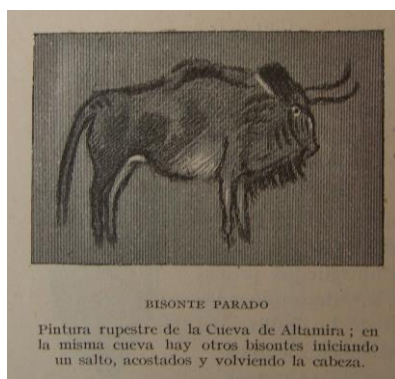 BISONTE PARADO
Pintura rupestre de la Cueva de Altamira; en
la misma cueva hay otros bisontes iniciando
un salto, acostados y volviendo la cabeza.